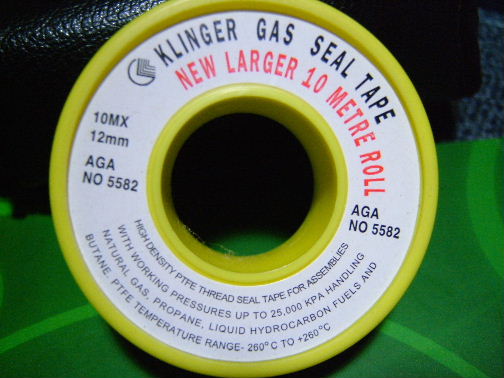 KLINGER GAS SEAL TAPE
NEW LARGER 10 METRE ROLL
10MX
12mm
AGA
NO 5582
AGA
NO 5582
HIGH DENSITY PTFE THREAD SEAL TAPE FOR ASSEMBLIES
WITH WORKING PRESSURES UP TO 25,000 KPA HANDLING
NATURAL GAS, PROPANE, LIQUID HYDROCARBON FUELS AND
BUTANE. PTFE TEMPERATURE RANGE- 260°C TO +260°C